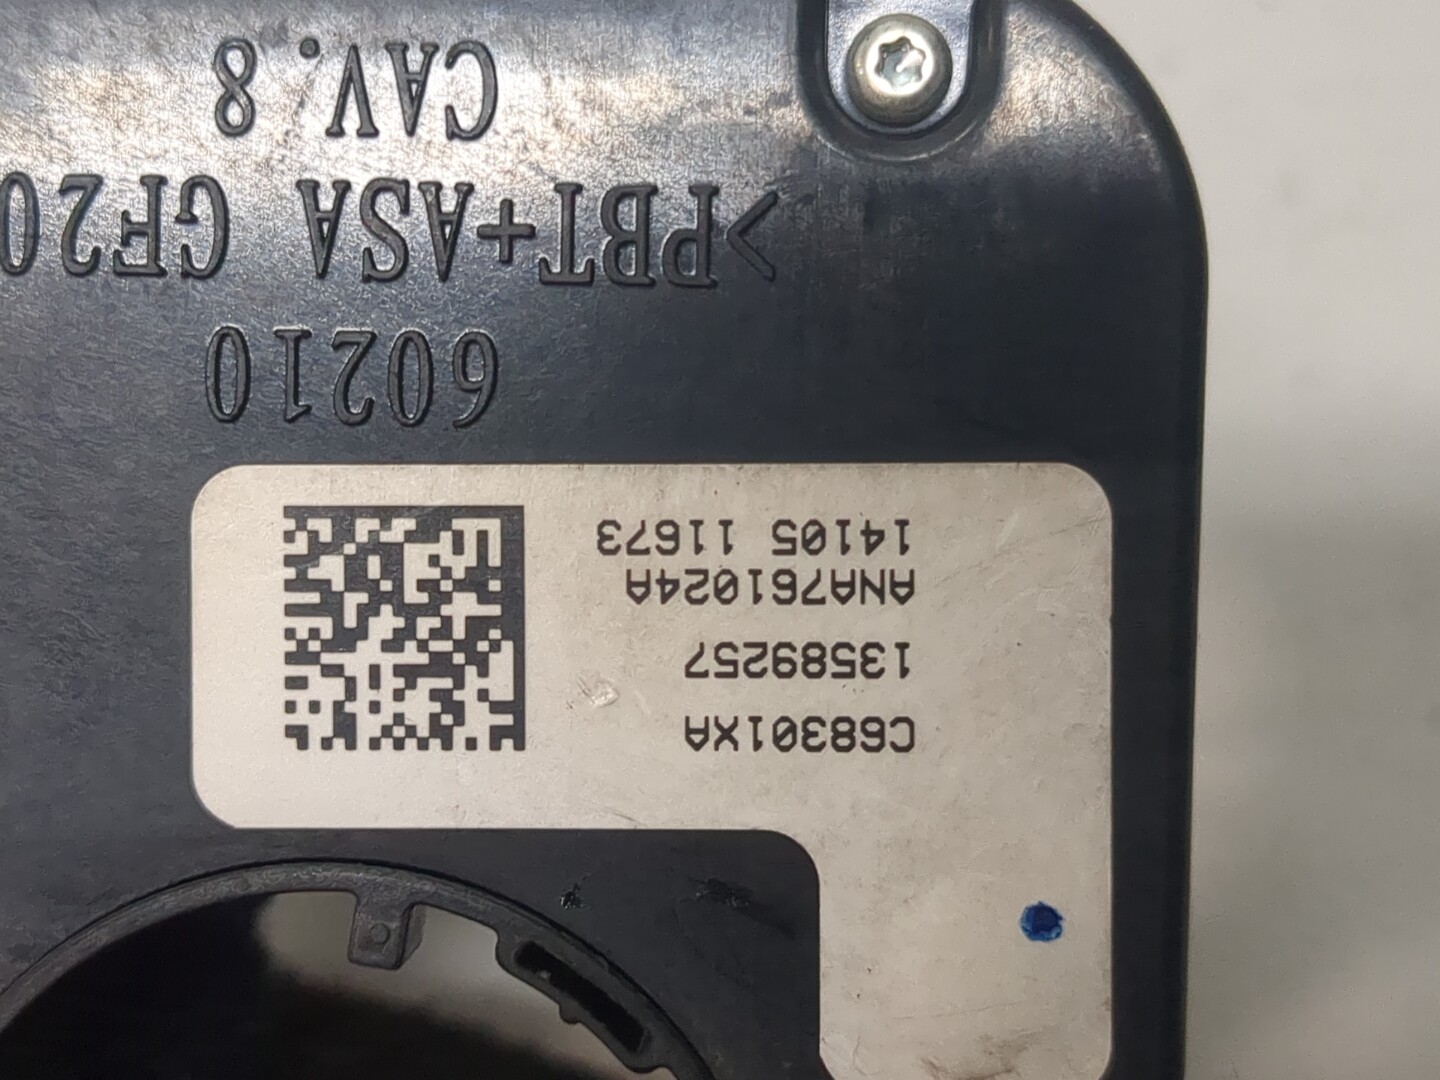 C68301XA
13589257
ANA761024A
14105 11673
60210
>PBT+ASA GF20
CAV.8